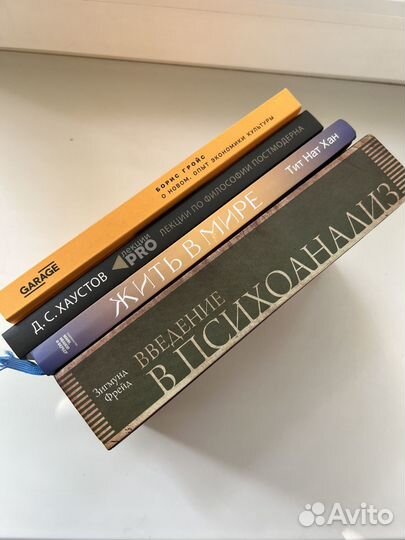 БОРИС ГРОЙС
О НОВОМ. ОПЫТ ЭКОНОМИКИ КУЛЬТУРЫ
GARAGE
Д. С. ХАУСТОВ
лекции
PRO
ЛЕКЦИИ ПО ФИЛОСОФИИ ПОСТМОДЕРНА
ЖИТЬ В МИРЕ
Тит Нат Хан
Зигмунд
Фрейд
ВВЕДЕНИЕ
В ПСИХОАНАЛИЗ
Avito